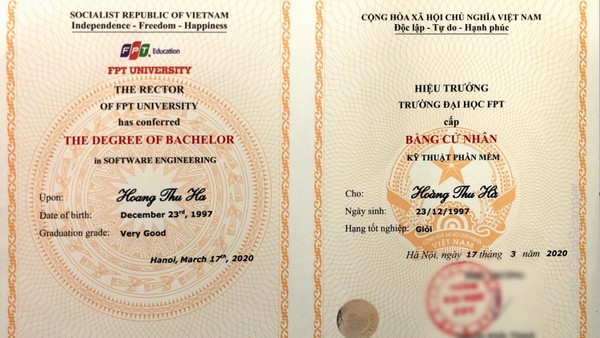 SOCIALIST REPUBLIC OF VIETNAM
Independence - Freedom - Happiness
FPT. Education
FPT UNIVERSITY
THE RECTOR
OF FPT UNIVERSITY
has conferred
THE DEGREE OF BACHELOR
in SOFTWARE ENGINEERING
Upon: Hoang Thu Ha
Date of birth: December 23rd, 1997
Graduation grade: Very Good
Hanoi, March 17th, 2020
CỘNG HÒA XÃ HỘI CHỦ NGHĨA VIỆT NAM
Độc lập - Tự do - Hạnh phúc
HIỆU TRƯỞNG
TRƯỜNG ĐẠI HỌC FPT
cấp
BẰNG CỬ NHÂN
KỸ THUẬT PHẦN MỀM
Cho: Hoàng Thu Hà
Ngày sinh: 23/12/1997
Hạng tốt nghiệp: Giỏi
VIỆT NAM
Hà Nội, ngày 17 tháng 3 năm 2020